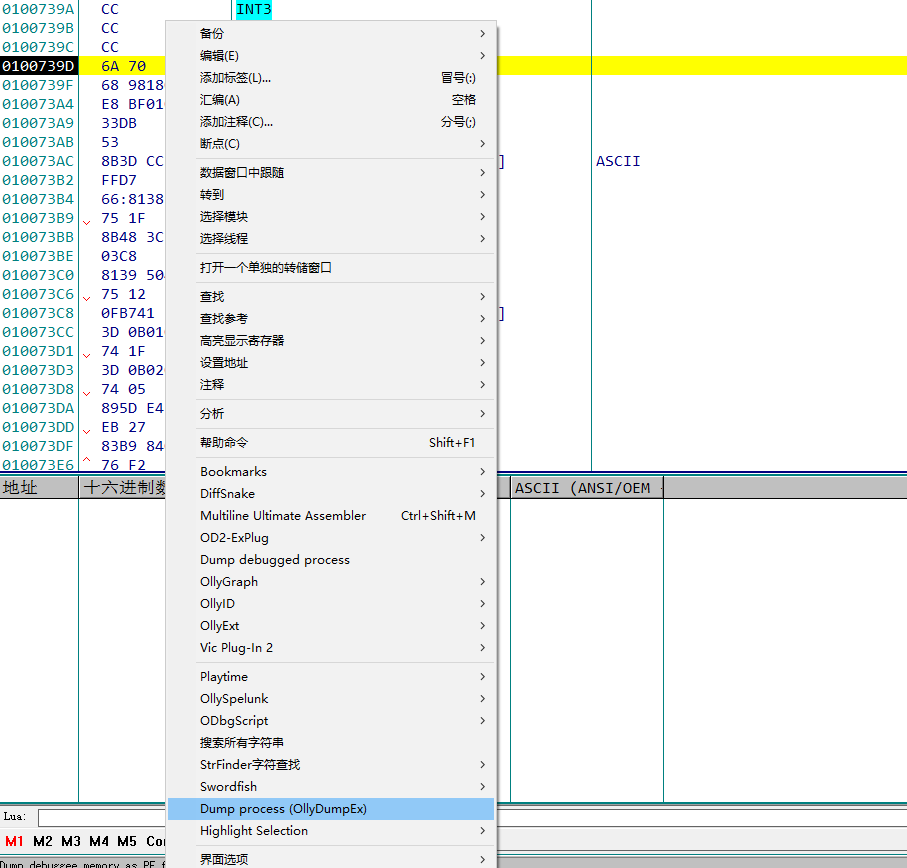 0100739A CC INT3
0100739B CC
0100739C CC
0100739D 6A 70
0100739F 68 9818
010073A4 E8 BF01
010073A9 33DB
010073AB 53
010073AC 8B3D CC ] ASCII
010073B2 FFD7
010073B4 66:8138
010073B9 75 1F
010073BB 8B48 3C
010073BE 03C8
010073C0 8139 50
010073C6 75 12
010073C8 0FB741 ]
010073CC 3D 0B01
010073D1 74 1F
010073D3 3D 0B02
010073D8 74 05
010073DA 895D E4
010073DD EB 27
010073DF 83B9 84
010073E6 76 F2
备份
编辑(E)
添加标签(L)... 冒号(:)
汇编(A) 空格
添加注释(C)... 分号(;)
断点(C)
数据窗口中跟随
转到
选择模块
选择线程
打开一个单独的转储窗口
查找
查找参考
高亮显示寄存器
设置地址
注释
分析
帮助命令 Shift+F1
Bookmarks
DiffSnake
Multiline Ultimate Assembler Ctrl+Shift+M
OD2-ExPlug
Dump debugged process
OllyGraph
OllyID
OllyExt
Vic Plug-In 2
Playtime
OllySpelunk
ODbgScript
搜索所有字符串
StrFinder字符查找
Swordfish
Dump process (OllyDumpEx)
Highlight Selection
界面选项
地址 十六进制数 ASCII (ANSI/OEM -
Lua:
M1 M2 M3 M4 M5 Co
Dump debuggee memory as PE f